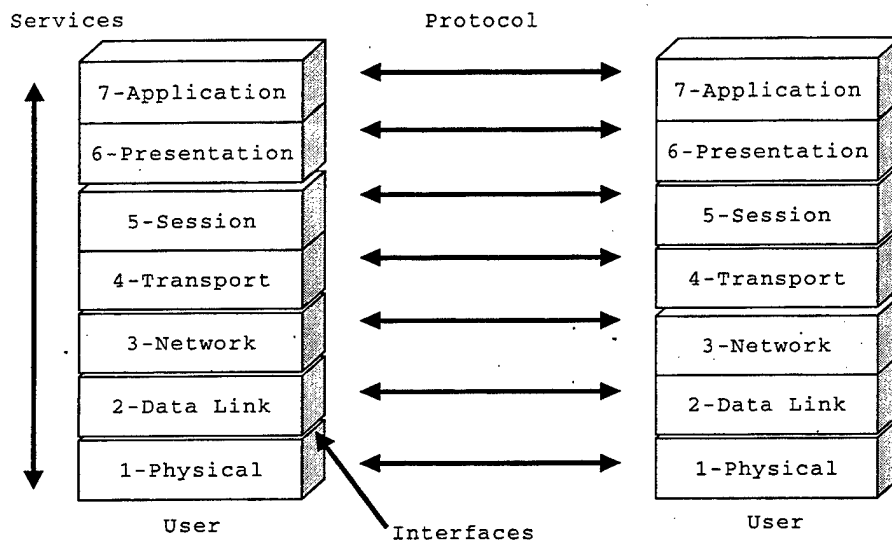 Services
Protocol
7-Application
6-Presentation
5-Session
4-Transport
3-Network
2-Data Link
1-Physical
User
Interfaces
7-Application
6-Presentation
5-Session
4-Transport
3-Network
2-Data Link
1-Physical
User